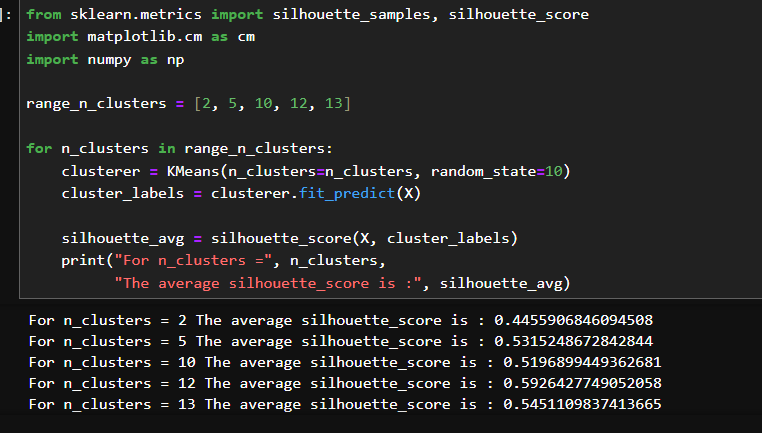 ]: from sklearn.metrics import silhouette_samples, silhouette_score
import matplotlib.cm as cm
import numpy as np
range_n_clusters = [2, 5, 10, 12, 13]
for n_clusters in range_n_clusters:
    clusterer = KMeans(n_clusters=n_clusters, random_state=10)
    cluster_labels = clusterer.fit_predict(X)
    silhouette_avg = silhouette_score(X, cluster_labels)
    print("For n_clusters =", n_clusters,
          "The average silhouette_score is :", silhouette_avg)
For n_clusters = 2 The average silhouette_score is : 0.4455906846094508
For n_clusters = 5 The average silhouette_score is : 0.5315248672842844
For n_clusters = 10 The average silhouette_score is : 0.5196899449362681
For n_clusters = 12 The average silhouette_score is : 0.5926427749052058
For n_clusters = 13 The average silhouette_score is : 0.5451109837413665